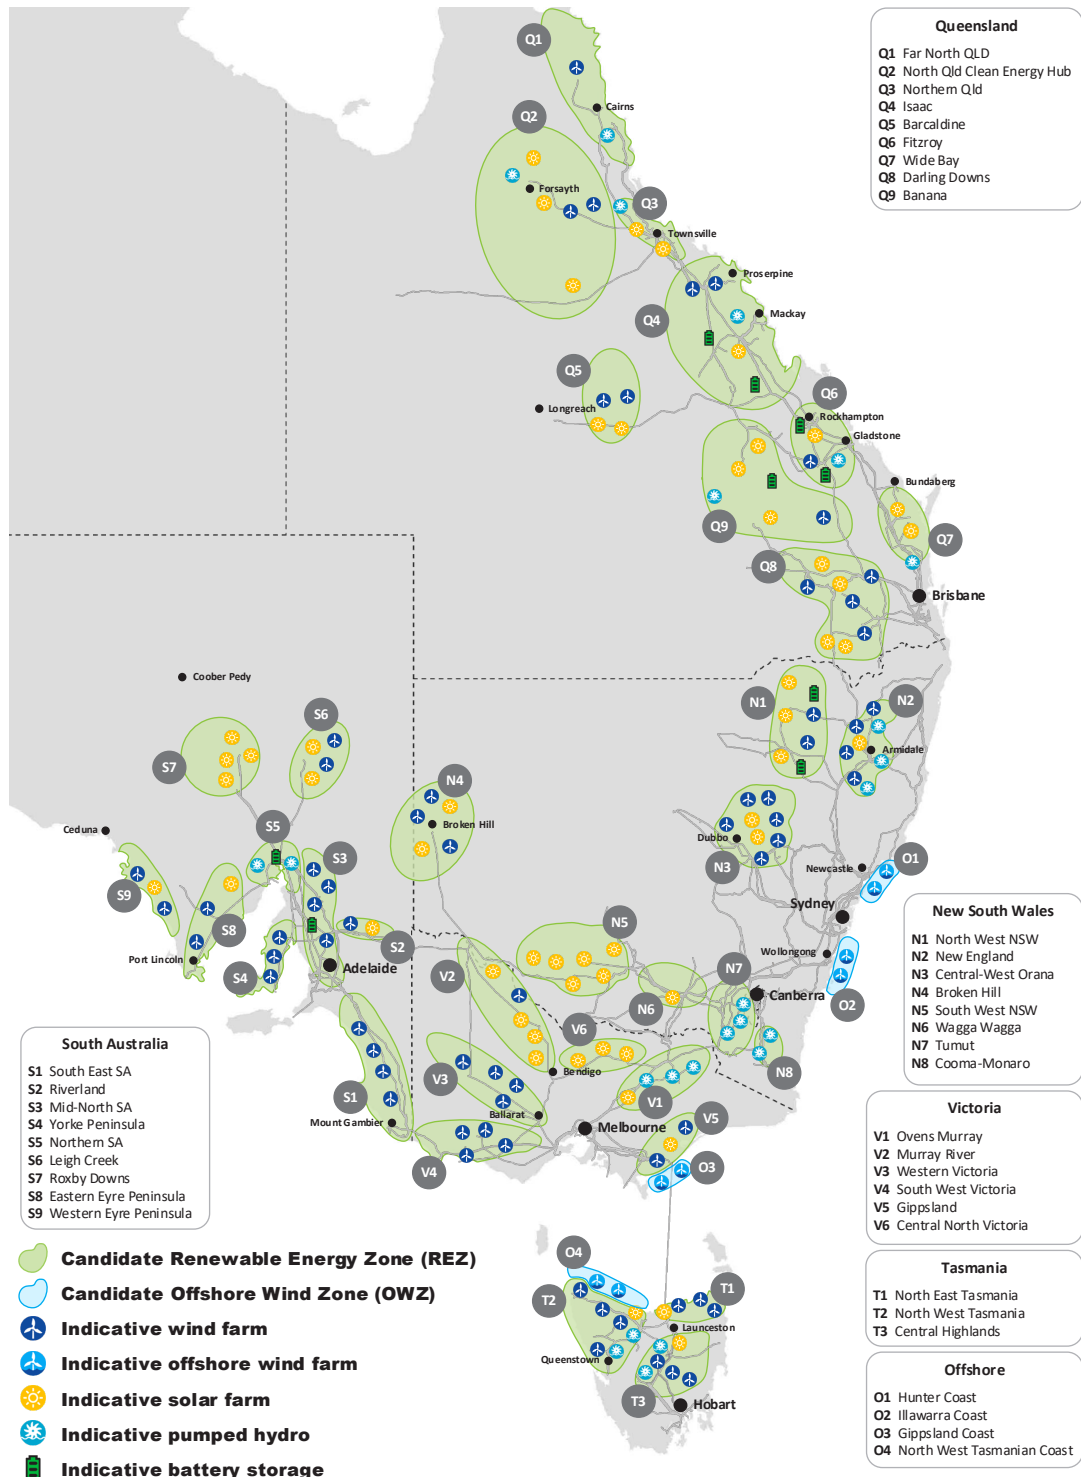 Queensland
Q1 Far North QLD
Q2 North Qld Clean Energy Hub
Q3 Northern Qld
Q4 Isaac
Q5 Barcaldine
Q6 Fitzroy
Q7 Wide Bay
Q8 Darling Downs
Q9 Banana
Q1
Cairns
Q2
Forsayth
Q3
Townsville
Proserpine
Q4
Mackay
Q5
Longreach
Q6
Rockhampton
Gladstone
Bundaberg
Q9
Q7
Q8
Brisbane
Coober Pedy
S6
S7
N1
N2
Armidale
N4
Broken Hill
Ceduna
S5
S3
Dubbo
N3
Newcastle
O1
Sydney
S9
S8
S2
Port Lincoln
S4
Adelaide
N5
Wollongong
V2
N7
Canberra
N6
O2
V6
N8
New South Wales
N1 North West NSW
N2 New England
N3 Central-West Orana
N4 Broken Hill
N5 South West NSW
N6 Wagga Wagga
N7 Tumut
N8 Cooma-Monaro
South Australia
S1 South East SA
S2 Riverland
S3 Mid-North SA
S4 Yorke Peninsula
S5 Northern SA
S6 Leigh Creek
S7 Roxby Downs
S8 Eastern Eyre Peninsula
S9 Western Eyre Peninsula
V3
Bendigo
S1
V1
Ballarat
Mount Gambier
Melbourne
V5
V4
O3
Victoria
V1 Ovens Murray
V2 Murray River
V3 Western Victoria
V4 South West Victoria
V5 Gippsland
V6 Central North Victoria
Candidate Renewable Energy Zone (REZ)
Candidate Offshore Wind Zone (OWZ)
Indicative wind farm
Indicative offshore wind farm
Indicative solar farm
Indicative pumped hydro
Indicative battery storage
O4
T2
T1
Launceston
Queenstown
T3
Hobart
Tasmania
T1 North East Tasmania
T2 North West Tasmania
T3 Central Highlands
Offshore
O1 Hunter Coast
O2 Illawarra Coast
O3 Gippsland Coast
O4 North West Tasmanian Coast